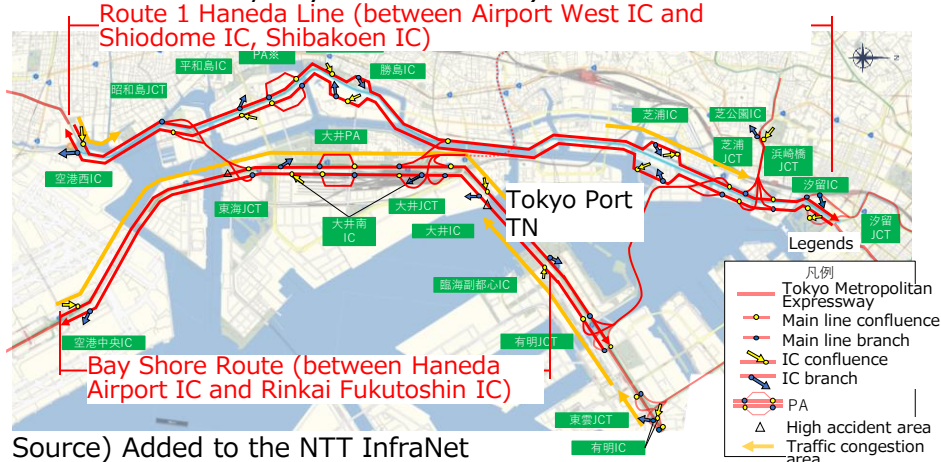 Route 1 Haneda Line (between Airport West IC and
Shiodome IC, Shibakoen IC)
平和島IC
PA※
勝島IC
昭和島JCT
大井PA
芝浦IC
芝公園IC
芝浦
JCT
浜崎橋
JCT
空港西IC
汐留IC
東海JCT
大井南
IC
大井JCT
大井IC
Tokyo Port
TN
汐留
JCT
臨海副都心IC
空港中央IC
有明JCT
Bay Shore Route (between Haneda
Airport IC and Rinkai Fukutoshin IC)
東雲JCT
有明IC
Legends
凡例
Tokyo Metropolitan
Expressway
Main line confluence
Main line branch
IC confluence
IC branch
PA
High accident area
Traffic congestion
area
Source) Added to the NTT InfraNet